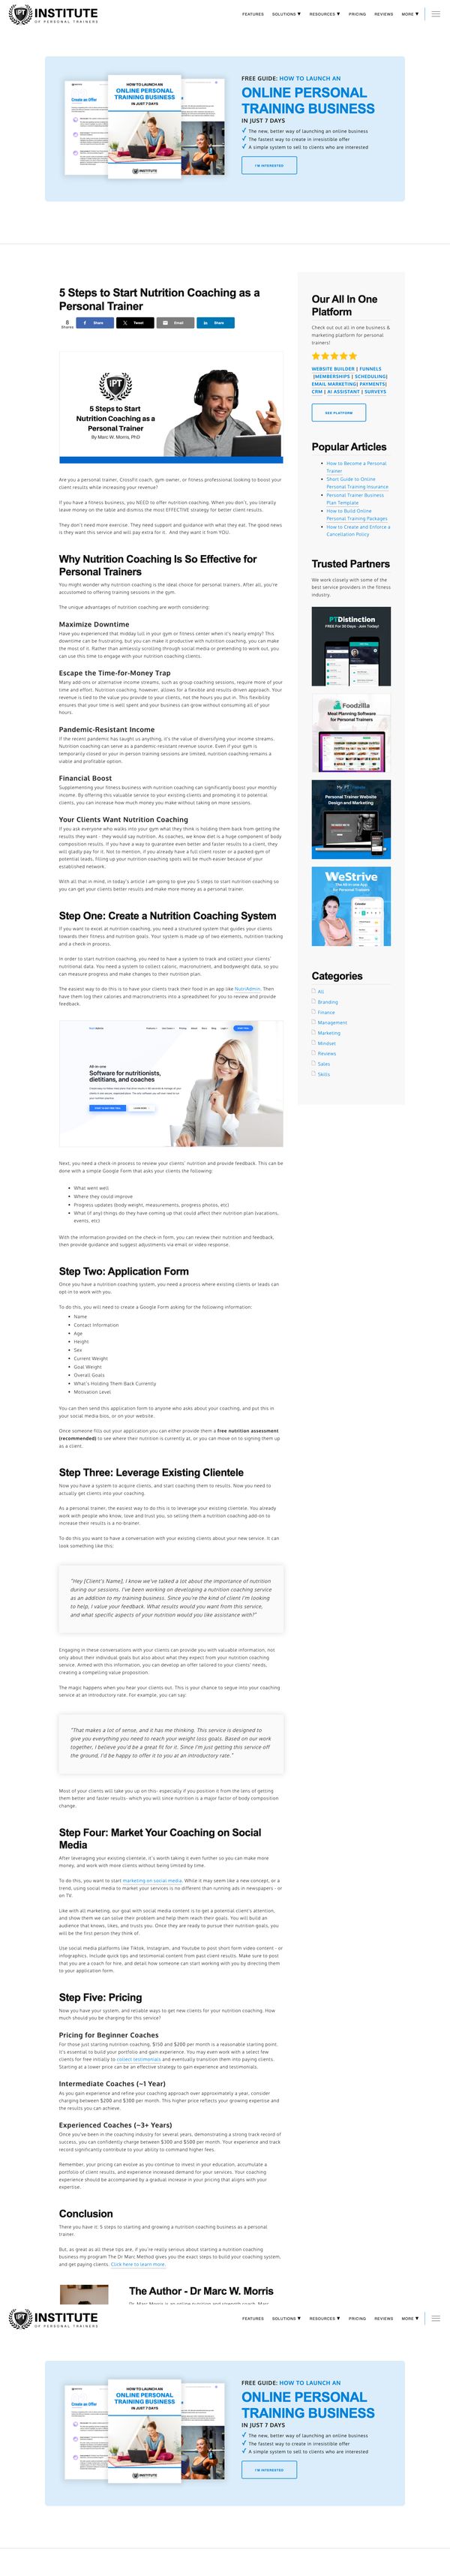 INSTITUTE
OF PERSONAL TRAINERS
FEATURES SOLUTIONS ▼ RESOURCES ▼ PRICING REVIEWS MORE ▼
HOW TO LAUNCH AN
ONLINE PERSONAL
TRAINING BUSINESS
IN JUST 7 DAYS
Create an Offer
INSTITUTE
FREE GUIDE: HOW TO LAUNCH AN
ONLINE PERSONAL
TRAINING BUSINESS
IN JUST 7 DAYS
✓ The new, better way of launching an online business
✓ The fastest way to create in irresistible offer
✓ A simple system to sell to clients who are interested
I'M INTERESTED
5 Steps to Start Nutrition Coaching as a
Personal Trainer
8
Shares
Share
Tweet
Email
Share
IPT
5 Steps to Start
Nutrition Coaching as a
Personal Trainer
By Marc W. Morris, PhD
Are you a personal trainer, CrossFit coach, gym owner, or any fitness professional looking to boost your
client results while increasing your revenue?
If you have a fitness business, you NEED to offer nutrition coaching. When you don't, you literally
withhold the MOST EFFECTIVE strategy for body composition.
They don't get the results they want unless they dial in what they eat. The good news
is they want this service and will pay extra for it. And they want it from YOU.
Why Nutrition Coaching Is So Effective for
Personal Trainers
You might wonder why nutrition coaching is the ideal choice for personal trainers. After all, you're
accustomed to offering training sessions in the gym.
The unique advantages of nutrition coaching are worth considering:
Maximize Downtime
Have you experienced that midday lull in your gym or fitness center when it's nearly empty? This
downtime can be frustrating, but you can make it productive with nutrition coaching, you can make
the most of it. Rather than aimlessly scrolling through social media or pretending to work out, you
can use this time to engage with your nutrition coaching clients.
Escape the Time-for-Money Trap
Many add-ons or alternative income streams, such as group coaching sessions, require more of your
time and effort. Nutrition coaching, however, allows for a flexible and results-driven approach. Your
revenue is tied to the value you provide, not the hours you put in. This flexibility
ensures that your time is well spent and your business can grow without consuming all of your
hours.
Pandemic-Resistant Income
If the recent pandemic has taught us anything, it's the value of diversifying your income streams.
Nutrition coaching can serve as a pandemic-resistant revenue source. Even if your gym is
temporarily closed or your in-person training sessions are limited, nutrition coaching remains a
viable and profitable option.
Financial Boost
Supplementing your fitness business with nutrition coaching can significantly boost your monthly
income. By offering this valuable service to your existing clients and promoting it to potential
clients, you can increase how much money you make without taking on more sessions.
Your Clients Want Nutrition Coaching
If you ask everyone who walks into your gym what they think is holding them back from getting the
results they want - they would say nutrition. As coaches, we know diet is a huge component of body
composition results. If you have a way to guarantee even better and faster results to a client, they
will gladly pay for it. Not to mention, if you already have a full client roster or a packed gym of
potential leads, filling up your nutrition coaching spots will be much easier because of your
established network.
With all that in mind, in today's article I am going to give you 5 steps to start nutrition coaching so
you can get your clients better results and make more money as a personal trainer.
Step One: Create a Nutrition Coaching System
If you want to excel at nutrition coaching, you need a structured system that guides your clients
towards their fitness and nutrition goals. Your system is made up of two elements, nutrition tracking
and a check in process.
In order to start nutrition coaching, you need to have a system to and to collect your clients'
nutritional data. You need a system to collect calories, macronutrients, and bodyweight data, so you
can measure progress and make changes to their nutrition plan.
The easiest way to do this is to have your clients track their food in an app like NutriAdmin. Then
have them log their calories and macronutrients into a spreadsheet for you to review and provide
feedback.
All-in-one
Software for nutritionists,
dietitians, and coaches
Next, you need a check-in process to review your clients' nutrition and provide feedback. This can be
done with a simple Google Form that asks your clients the following:
• What went well
• Where they could improve
• Progress updates (body weight, measurements, progress photos, etc)
• What (if any) things do they have coming up that could affect their nutrition plan (vacations,
events, etc)
With the information provided on the check-in form, you can review their nutrition and feedback,
then provide guidance and suggest adjustments via email or video response.
Step Two: Application Form
Once you have a nutrition coaching system, you need a process where existing clients or leads can
opt-in to work with you.
To do this, you will need to create a Google Form asking for the following information:
• Name
• Contact Information
• Age
• Height
• Sex
• Current Weight
• Goal Weight
• Overall Goals
• What's Holding Them Back Currently
• Motivation Level
You can then send this application form to anyone who asks about your coaching, and put this in
your social media bios, or on your website.
Once someone fills out your application you can either provide them a free nutrition assessment
(recommended) to see where their nutrition is currently at, or you can move on to signing them up
as a client.
Step Three: Leverage Existing Clientele
Now you have a system to acquire clients, and start coaching them to results. Now you need to
actually get clients into your coaching.
As a personal trainer, the easiest way to do this is to leverage your existing clientele. You already
work with people who know, love and trust you, so selling them a nutrition coaching add-on to
increase their results is a no-brainer.
To do this you want to have a conversation with your existing clients about your new service. It can
look something like this:
"Hey [Client's Name], I know we've talked a lot about the importance of nutrition
during our sessions. I've been working on developing a nutrition coaching service
as an addition to my training business. Since you're the kind of client I'm looking
to help, I value your feedback. What results would you want from this service,
and what specific aspects of your nutrition would you like assistance with?"
Engaging in these conversations with your clients can provide you with valuable information, not
only about their individual goals but also about what they expect from your nutrition coaching
service. Armed with this information, you can develop an offer tailored to your clients' needs,
creating a compelling value proposition.
The magic happens when you hear your clients out. This is your chance to segue into your coaching
service at an introductory rate. For example, you can say:
"That makes a lot of sense, and it has me thinking. This service is designed to
give you everything you need to reach your weight loss goals. Based on our work
together, I believe you'd be a great fit for it. Since I'm just getting this service off
the ground, I'd be happy to offer it to you at an introductory rate."
Most of your clients will take you up on this- especially if you position it from the lens of getting
them better and faster results- which you will since nutrition is a major factor of body composition
change.
Step Four: Market Your Coaching on Social
Media
After leveraging your existing clientele, it's worth taking it even further so you can make more
money, and work with more clients without being limited by time.
To do this, you want to start marketing on social media. While it may seem like a new concept, or a
trend, using social media to market your services is no different than running ads in newspapers - or
on TV.
Like with all marketing, our goal with social media content is to get a potential client's attention,
and show them we can solve their problem and help them reach their goals. You will build an
audience that knows, likes, and trusts you. Once they are ready to pursue their nutrition goals, you
will be the first person they think of.
Use social media platforms like Tiktok, Instagram, and Youtube to post short form video content - or
infographics. Include quick tips and testimonial content from past client results. Make sure to post
that you are a coach for hire, and detail how someone can start working with you by directing them
to your application form.
Step Five: Pricing
Now you have your system, and reliable ways to get new clients for your nutrition coaching. How
much should you be charging for this service?
Pricing for Beginner Coaches
For those just starting nutrition coaching, $150 and $200 per month is a reasonable starting point.
It's essential to build your portfolio and gain experience. You may even work with a select few
clients for free initially to collect testimonials and eventually transition them into paying clients.
Starting at a lower price can be an effective strategy to gain experience and testimonials.
Intermediate Coaches (~1 Year)
As you gain experience and refine your coaching approach over approximately a year, consider
charging between $200 and $300 per month. This higher price reflects your growing expertise and
the results you can achieve.
Experienced Coaches (~3+ Years)
Once you've been in the coaching industry for several years, demonstrating a strong track record of
success, you can confidently charge between $300 and $500 per month. Your experience and track
record significantly contribute to your ability to command higher fees.
Remember, your pricing can evolve as you continue to invest in your education, accumulate a
portfolio of client results, and experience increased demand for your services. Your coaching
experience should be accompanied by a gradual increase in your pricing that aligns with your
expertise.
Conclusion
There you have it. 5 steps to starting and growing a nutrition coaching business as a personal
trainer.
But, as great as all these tips are, if you're really serious about starting a nutrition coaching
business my program The Dr Marc Method gives you the exact steps to build your coaching system,
and get paying clients. Click here to learn more.
The Author - Dr Marc W. Morris
Our All In One
Platform
Check out out all in one business &
marketing platform for personal
trainers!
WEBSITE BUILDER | FUNNELS
|MEMBERSHIPS | SCHEDULING|
EMAIL MARKETING| PAYMENTS|
CRM | AI ASSISTANT | SURVEYS
SEE PLATFORM
Popular Articles
• How to Become a Personal
Trainer
• Short Guide to Online
Personal Training Insurance
• Personal Trainer Business
Plan Template
• How to Build Online
Personal Training Packages
• How to Create and Enforce a
Cancellation Policy
Trusted Partners
We work closely with some of the
best service providers in the fitness
industry.
PTDistinction
FREE For 30 Days - Join Today!
Foodzilla
Meal Planning Software
for Personal Trainers
My PT
Personal Trainer Website
Design and Marketing
WeStrive
The All-in-one App
for Personal Trainers
Categories
All
Branding
Finance
Management
Marketing
Mindset
Reviews
Sales
Skills
INSTITUTE
OF PERSONAL TRAINERS
FEATURES SOLUTIONS ▼ RESOURCES ▼ PRICING REVIEWS MORE ▼
HOW TO LAUNCH AN
ONLINE PERSONAL
TRAINING BUSINESS
IN JUST 7 DAYS
Create an Offer
INSTITUTE
FREE GUIDE: HOW TO LAUNCH AN
ONLINE PERSONAL
TRAINING BUSINESS
IN JUST 7 DAYS
✓ The new, better way of launching an online business
✓ The fastest way to create in irresistible offer
✓ A simple system to sell to clients who are interested
I'M INTERESTED